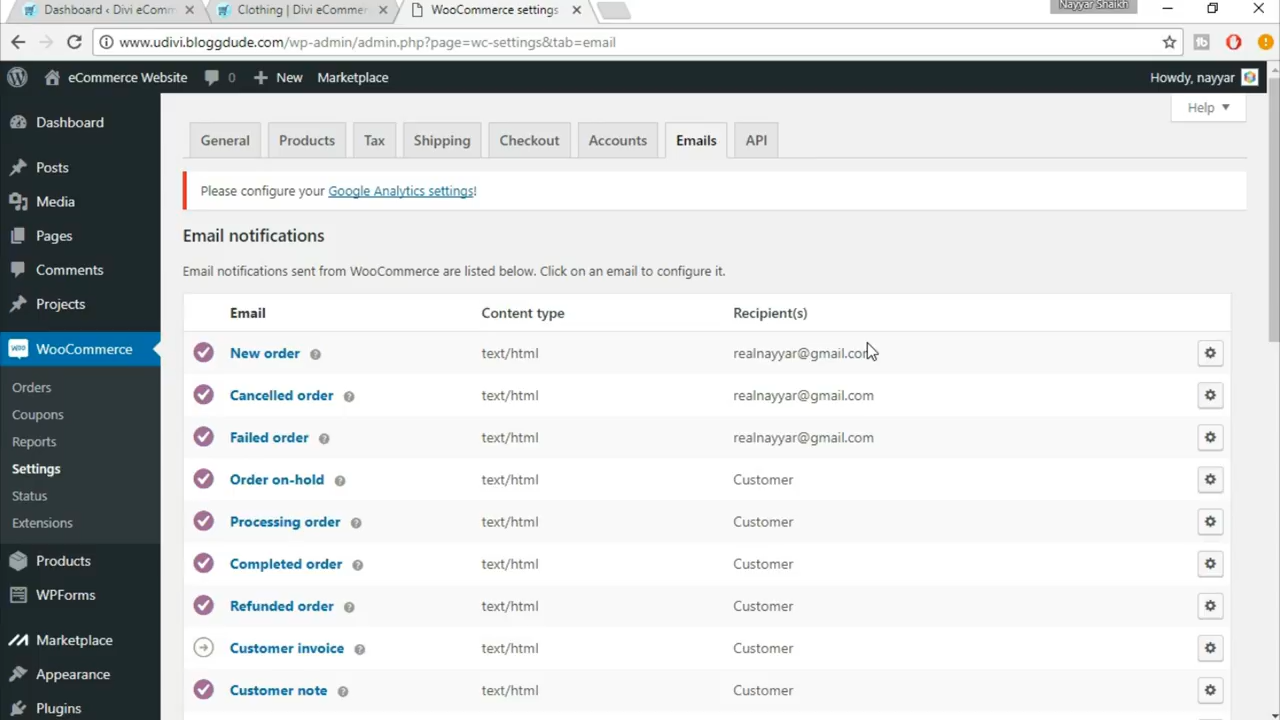 Nayyar Shaikh
Dashboard ‹ Divi eComm
Clothing | Divi eCommer
WooCommerce settings
www.udivi.bloggdude.com/wp-admin/admin.php?page=wc-settings&tab=email
eCommerce Website
0
New
Marketplace
Howdy, nayyar
Help
Dashboard
Posts
Media
Pages
Comments
Projects
WooCommerce
Orders
Coupons
Reports
Settings
Status
Extensions
Products
WPForms
Marketplace
Appearance
Plugins
General Products Tax Shipping Checkout Accounts Emails API
Please configure your Google Analytics settings!
Email notifications
Email notifications sent from WooCommerce are listed below. Click on an email to configure it.
Email Content type Recipient(s)
New order text/html realnayyar@gmail.com
Cancelled order text/html realnayyar@gmail.com
Failed order text/html realnayyar@gmail.com
Order on-hold text/html Customer
Processing order text/html Customer
Completed order text/html Customer
Refunded order text/html Customer
Customer invoice text/html Customer
Customer note text/html Customer